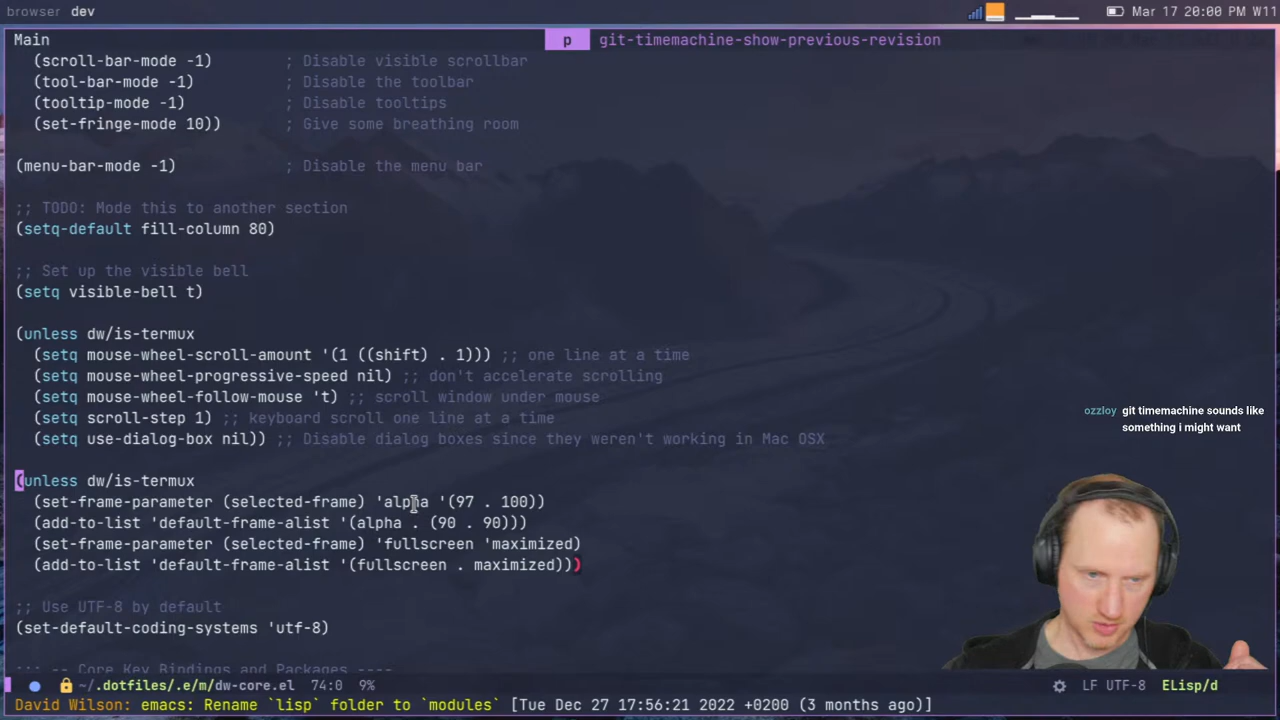 browser dev
Mar 17 20:00 PM W11
Main
p git-timemachine-show-previous-revision
(scroll-bar-mode -1) ; Disable visible scrollbar
(tool-bar-mode -1) ; Disable the toolbar
(tooltip-mode -1) ; Disable tooltips
(set-fringe-mode 10)) ; Give some breathing room
(menu-bar-mode -1) ; Disable the menu bar
;; TODO: Mode this to another section
(setq-default fill-column 80)
;; Set up the visible bell
(setq visible-bell t)
(unless dw/is-termux
(setq mouse-wheel-scroll-amount '(1 ((shift) . 1))) ;; one line at a time
(setq mouse-wheel-progressive-speed nil) ;; don't accelerate scrolling
(setq mouse-wheel-follow-mouse 't) ;; scroll window under mouse
(setq scroll-step 1) ;; keyboard scroll one line at a time
(setq use-dialog-box nil)) ;; Disable dialog boxes since they weren't working in Mac OSX
(unless dw/is-termux
(set-frame-parameter (selected-frame) 'alpha '(97 . 100))
(add-to-list 'default-frame-alist '(alpha . (90 . 90)))
(set-frame-parameter (selected-frame) 'fullscreen 'maximized)
(add-to-list 'default-frame-alist '(fullscreen . maximized)))
;; Use UTF-8 by default
(set-default-coding-systems 'utf-8)
;;; -- Core Key Bindings and Packages ----
ozzloy git timemachine sounds like
something i might want
~/.dotfiles/.e/m/dw-core.el 74:0 9% LF UTF-8 ELisp/d
David Wilson: emacs: Rename `lisp` folder to `modules` [Tue Dec 27 17:56:21 2022 +0200 (3 months ago)]